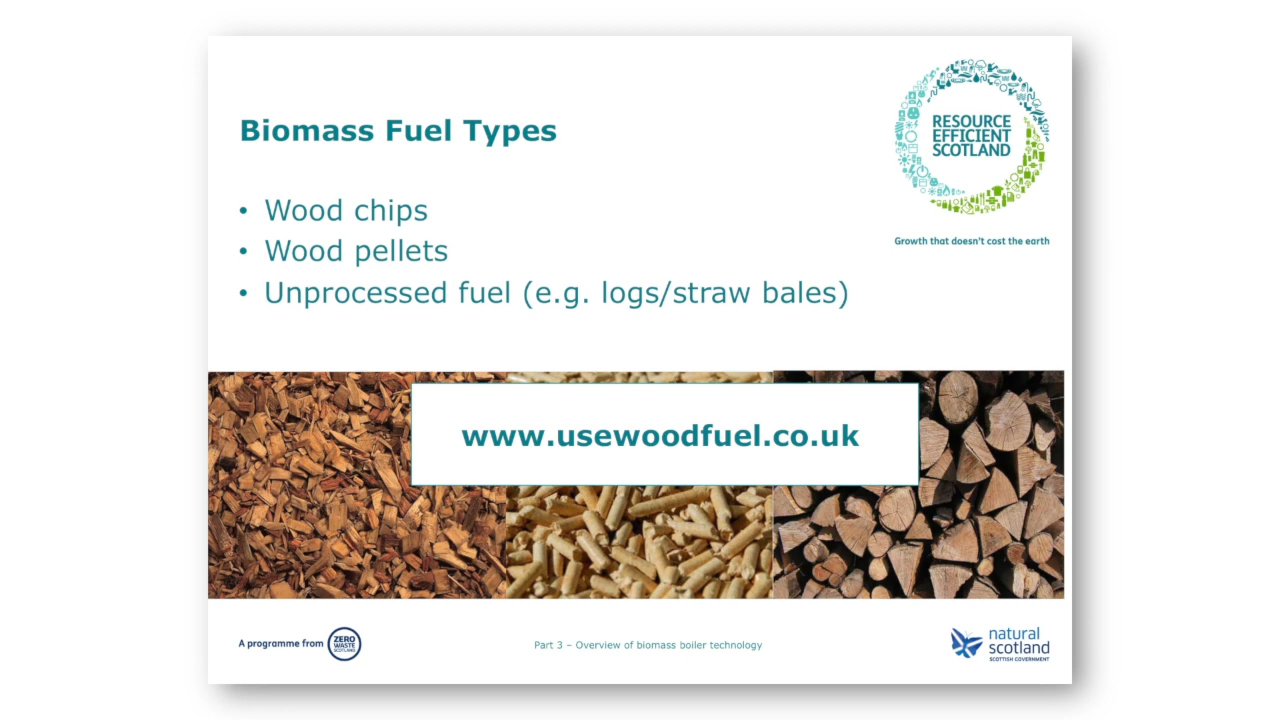 Biomass Fuel Types
RESOURCE
EFFICIENT
SCOTLAND
Growth that doesn't cost the earth
• Wood chips
• Wood pellets
• Unprocessed fuel (e.g. logs/straw bales)
www.usewoodfuel.co.uk
A programme from
ZERO
WASTE
SCOTLAND
Part 3 – Overview of biomass boiler technology
natural
scotland
SCOTTISH GOVERNMENT